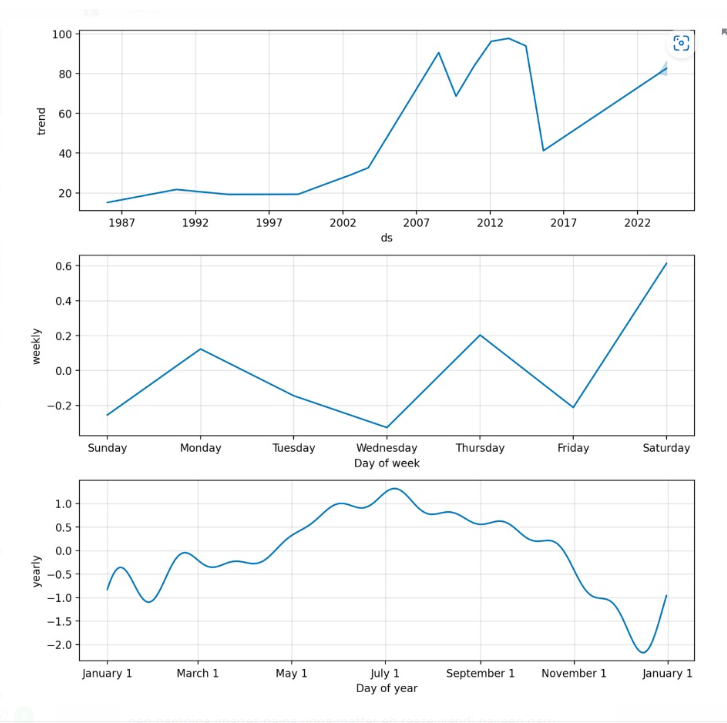 100
80
60
40
20
trend
1987 1992 1997 2002 2007 2012 2017 2022
ds
0.6
0.4
0.2
0.0
−0.2
weekly
Sunday Monday Tuesday Wednesday Thursday Friday Saturday
Day of week
1.0
0.5
0.0
−0.5
−1.0
−1.5
−2.0
yearly
January 1 March 1 May 1 July 1 September 1 November 1 January 1
Day of year